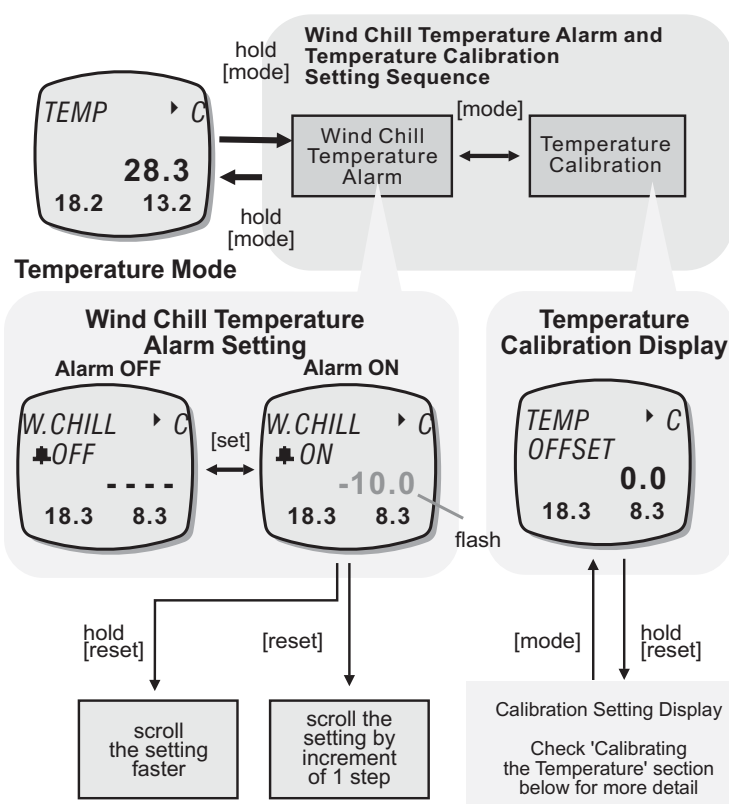 Wind Chill Temperature Alarm and
Temperature Calibration
Setting Sequence
hold
[mode]
TEMP C
28.3
18.2 13.2
hold
[mode]
Temperature Mode
Wind Chill
Temperature
Alarm
[mode]
Temperature
Calibration
Wind Chill Temperature
Alarm Setting
Alarm OFF
W.CHILL C
OFF
- - - -
18.3 8.3
[set]
Alarm ON
W.CHILL C
ON
-10.0
18.3 8.3
flash
hold
[reset]
[reset]
scroll
the setting
faster
scroll the
setting by
increment
of 1 step
Temperature
Calibration Display
TEMP C
OFFSET
0.0
18.3 8.3
[mode]
hold
[reset]
Calibration Setting Display
Check 'Calibrating
the Temperature' section
below for more detail